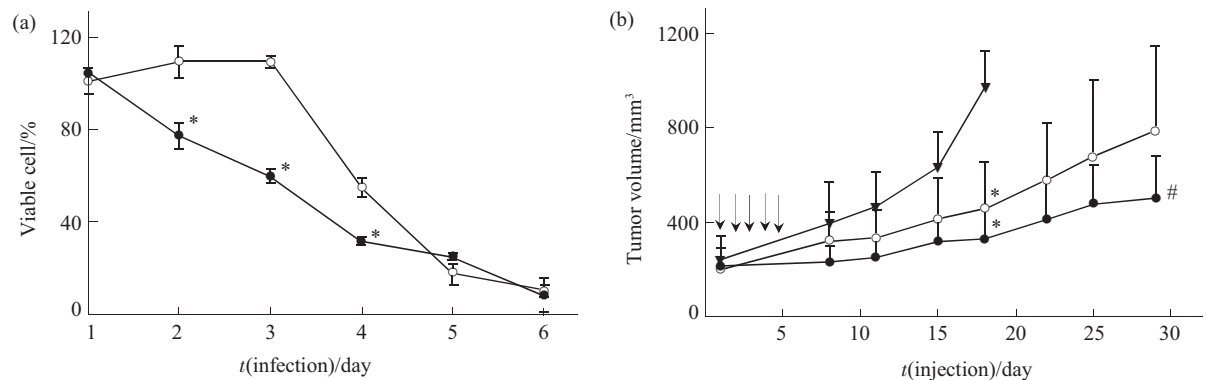 (a)
120
80
40
0
Viable cell/%
*
*
*
1 2 3 4 5 6
t(infection)/day
(b)
1200
800
400
0
Tumor volume/mm³
*
*
#
5 10 15 20 25 30
t(injection)/day